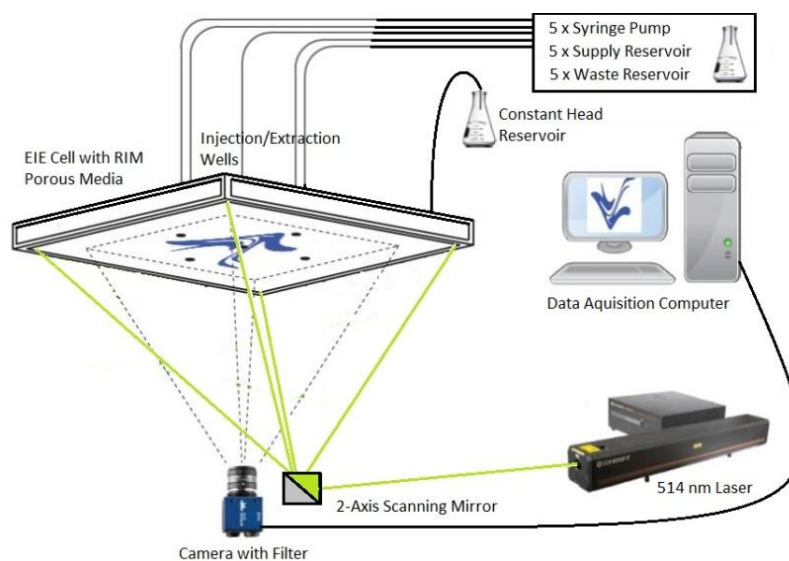 5 x Syringe Pump
5 x Supply Reservoir
5 x Waste Reservoir
Constant Head
Reservoir
Injection/Extraction
Wells
EIE Cell with RIM
Porous Media
Data Aquisition Computer
COHERENT
514 nm Laser
2-Axis Scanning Mirror
Camera with Filter